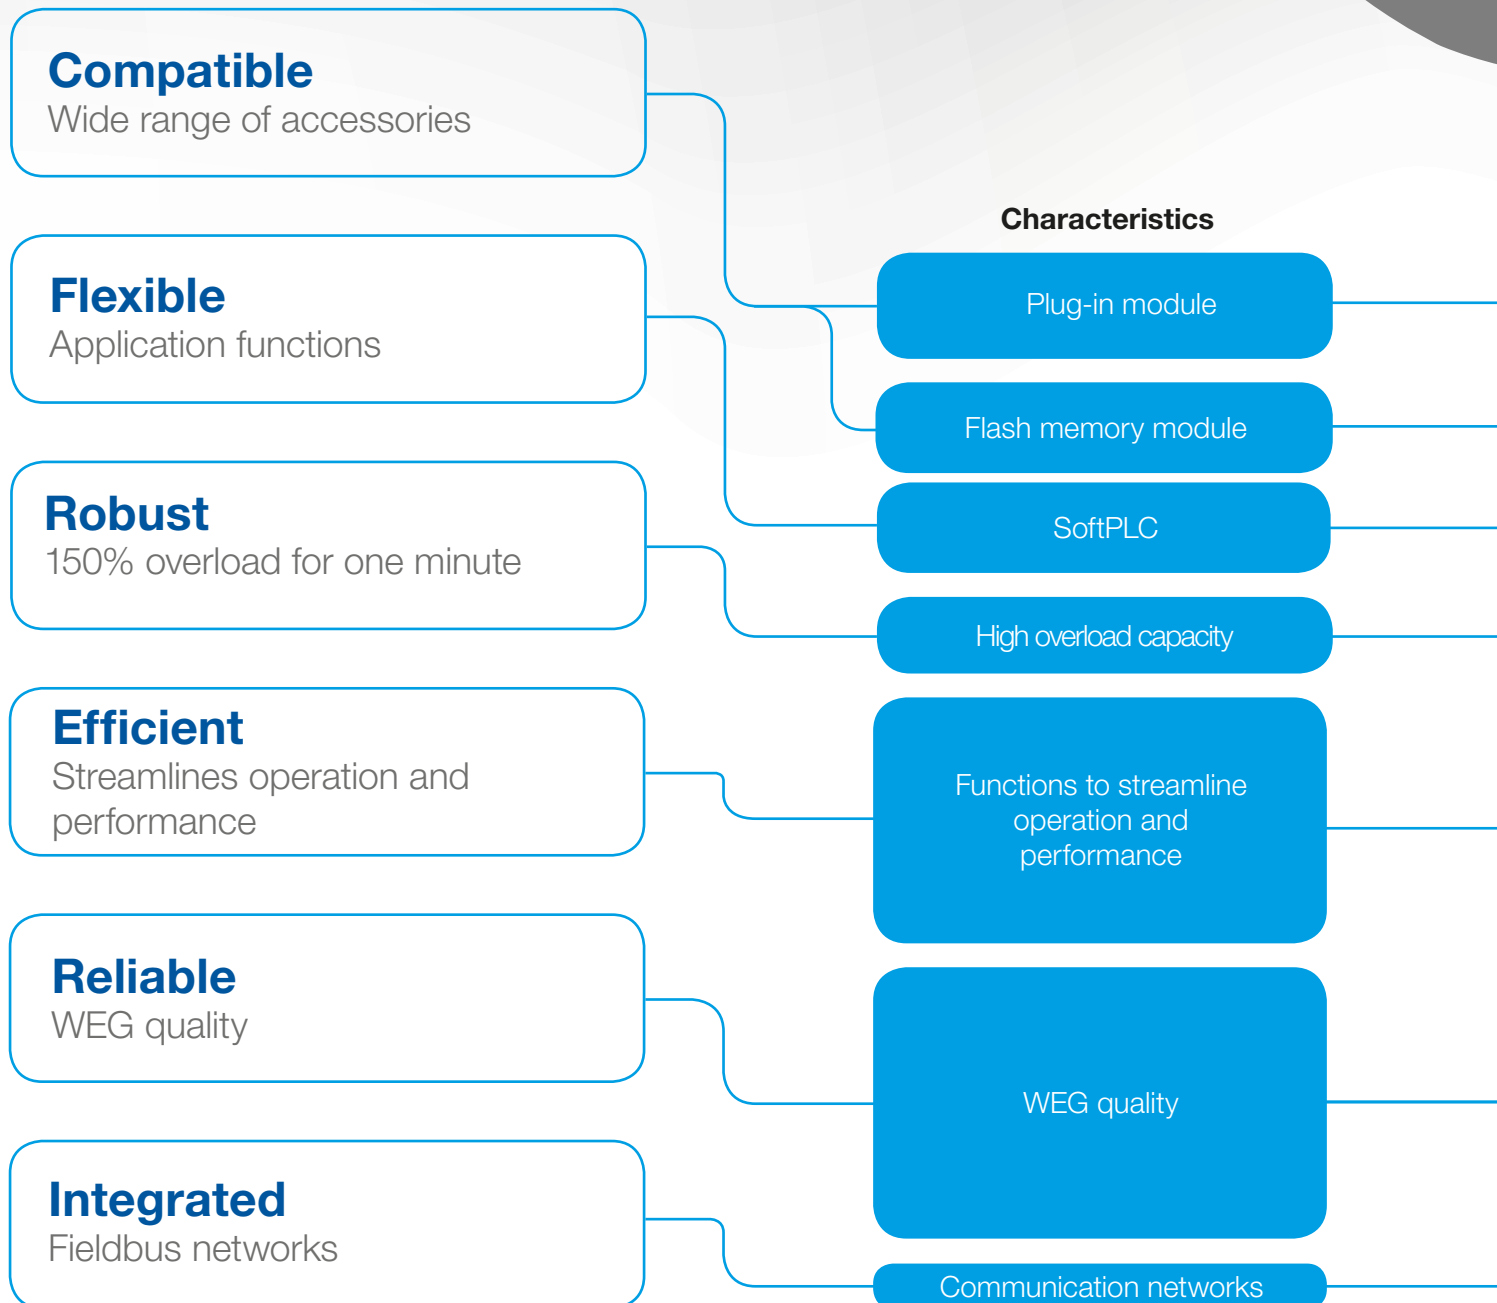 Compatible
Wide range of accessories
Flexible
Application functions
Robust
150% overload for one minute
Efficient
Streamlines operation and
performance
Reliable
WEG quality
Integrated
Fieldbus networks
Characteristics
Plug-in module
Flash memory module
SoftPLC
High overload capacity
Functions to streamline
operation and
performance
WEG quality
Communication networks